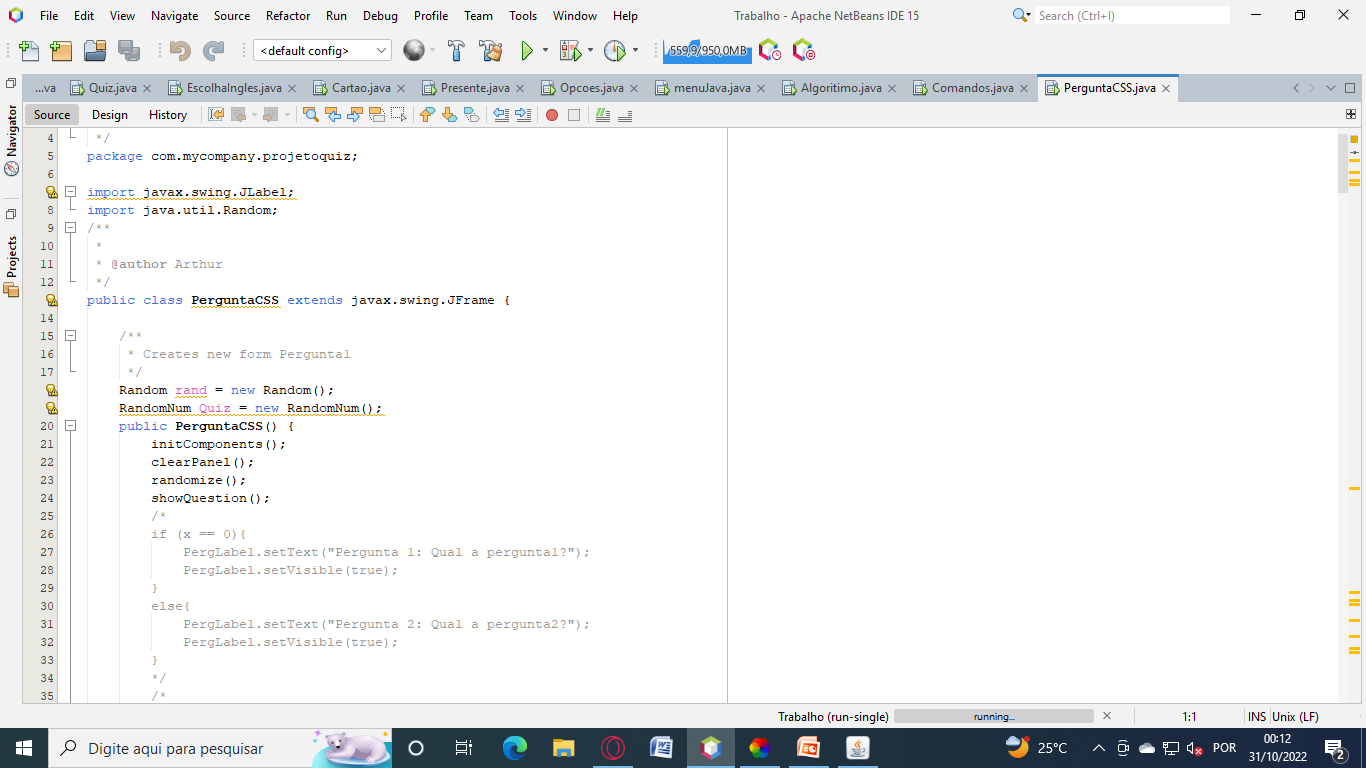 File Edit View Navigate Source Refactor Run Debug Profile Team Tools Window Help Trabalho - Apache NetBeans IDE 15 Search (Ctrl+I)
<default config> 559,9/950,0MB
...va Quiz.java EscolhaIngles.java Cartao.java Presente.java Opcoes.java menuJava.java Algoritimo.java Comandos.java PerguntaCSS.java
Source Design History
Navigator
Projects
4 */
5 package com.mycompany.projetoquiz;
6
import javax.swing.JLabel;
8 import java.util.Random;
9 /**
10 *
11 * @author Arthur
12 */
public class PerguntaCSS extends javax.swing.JFrame {
14
15 /**
16 * Creates new form Pergunta1
17 */
Random rand = new Random();
RandomNum Quiz = new RandomNum();
20 public PerguntaCSS() {
21 initComponents();
22 clearPanel();
23 randomize();
24 showQuestion();
25 /*
26 if (x == 0){
27 PergLabel.setText("Pergunta 1: Qual a pergunta1?");
28 PergLabel.setVisible(true);
29 }
30 else{
31 PergLabel.setText("Pergunta 2: Qual a pergunta2?");
32 PergLabel.setVisible(true);
33 }
34 */
35 /*
Trabalho (run-single) running... 1:1 INS Unix (LF)
Digite aqui para pesquisar 25°C POR 00:12
31/10/2022 2